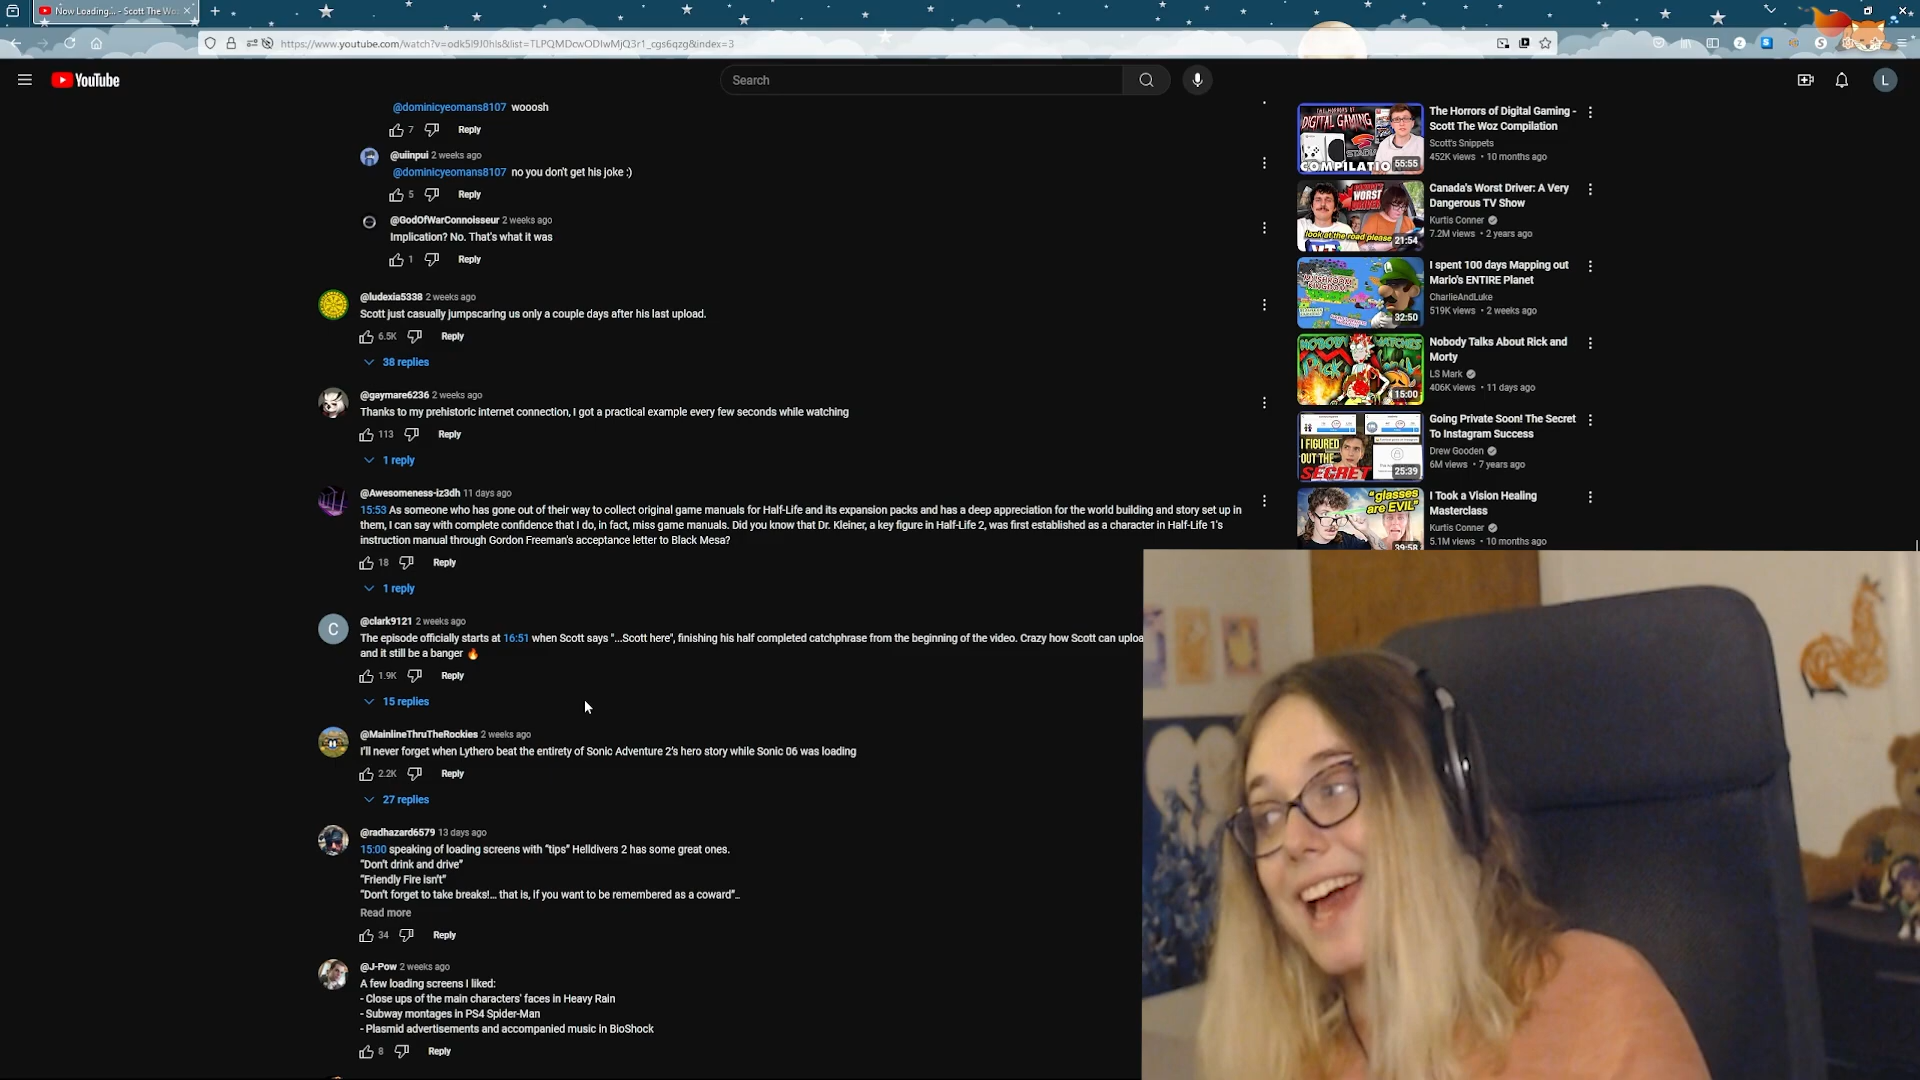 Now Loading... - Scott The Wo
https://www.youtube.com/watch?v=odk5I9J0hIs&list=TLPQMDcwODIwMjQ3r1_cgs6qzg&index=3
YouTube
Search
L
@dominicyeomans8107 wooosh
7 Reply
@uiinpui 2 weeks ago
@dominicyeomans8107 no you don't get his joke :)
5 Reply
@GodOfWarConnoisseur 2 weeks ago
Implication? No. That's what it was
1 Reply
@ludexia5338 2 weeks ago
Scott just casually jumpscaring us only a couple days after his last upload.
6.5K Reply
38 replies
@gaymare6236 2 weeks ago
Thanks to my prehistoric internet connection, I got a practical example every few seconds while watching
113 Reply
1 reply
@Awesomeness-iz3dh 11 days ago
15:53 As someone who has gone out of their way to collect original game manuals for Half-Life and its expansion packs and has a deep appreciation for the world building and story set up in
them, I can say with complete confidence that I do, in fact, miss game manuals. Did you know that Dr. Kleiner, a key figure in Half-Life 2, was first established as a character in Half-Life 1's
instruction manual through Gordon Freeman's acceptance letter to Black Mesa?
18 Reply
1 reply
C
@clark9121 2 weeks ago
The episode officially starts at 16:51 when Scott says "...Scott here", finishing his half completed catchphrase from the beginning of the video. Crazy how Scott can uploa
and it still be a banger 🔥
1.9K Reply
15 replies
@MainlineThruTheRockies 2 weeks ago
I'll never forget when Lythero beat the entirety of Sonic Adventure 2's hero story while Sonic 06 was loading
2.2K Reply
27 replies
@radhazard6579 13 days ago
15:00 speaking of loading screens with "tips" Helldivers 2 has some great ones.
"Don't drink and drive"
"Friendly Fire isn't"
"Don't forget to take breaks!... that is, if you want to be remembered as a coward"..
Read more
34 Reply
@J-Pow 2 weeks ago
A few loading screens I liked:
- Close ups of the main characters' faces in Heavy Rain
- Subway montages in PS4 Spider-Man
- Plasmid advertisements and accompanied music in BioShock
8 Reply
THE HORRORS OF
DIGITAL GAMING
STADIA
COMPILATIO
55:55
The Horrors of Digital Gaming -
Scott The Woz Compilation
Scott's Snippets
452K views • 10 months ago
WORST
look at the road please
21:54
Canada's Worst Driver: A Very
Dangerous TV Show
Kurtis Conner
7.2M views • 2 years ago
MUSHROOM
KINGDOM
32:50
I spent 100 days Mapping out
Mario's ENTIRE Planet
CharlieAndLuke
519K views • 2 weeks ago
NOBODY
15:00
Nobody Talks About Rick and
Morty
LS Mark
406K views • 11 days ago
I FIGURED
OUT THE
SECRET
25:39
Going Private Soon! The Secret
To Instagram Success
Drew Gooden
6M views • 7 years ago
"glasses
are EVIL"
39:58
I Took a Vision Healing
Masterclass
Kurtis Conner
5.1M views • 10 months ago